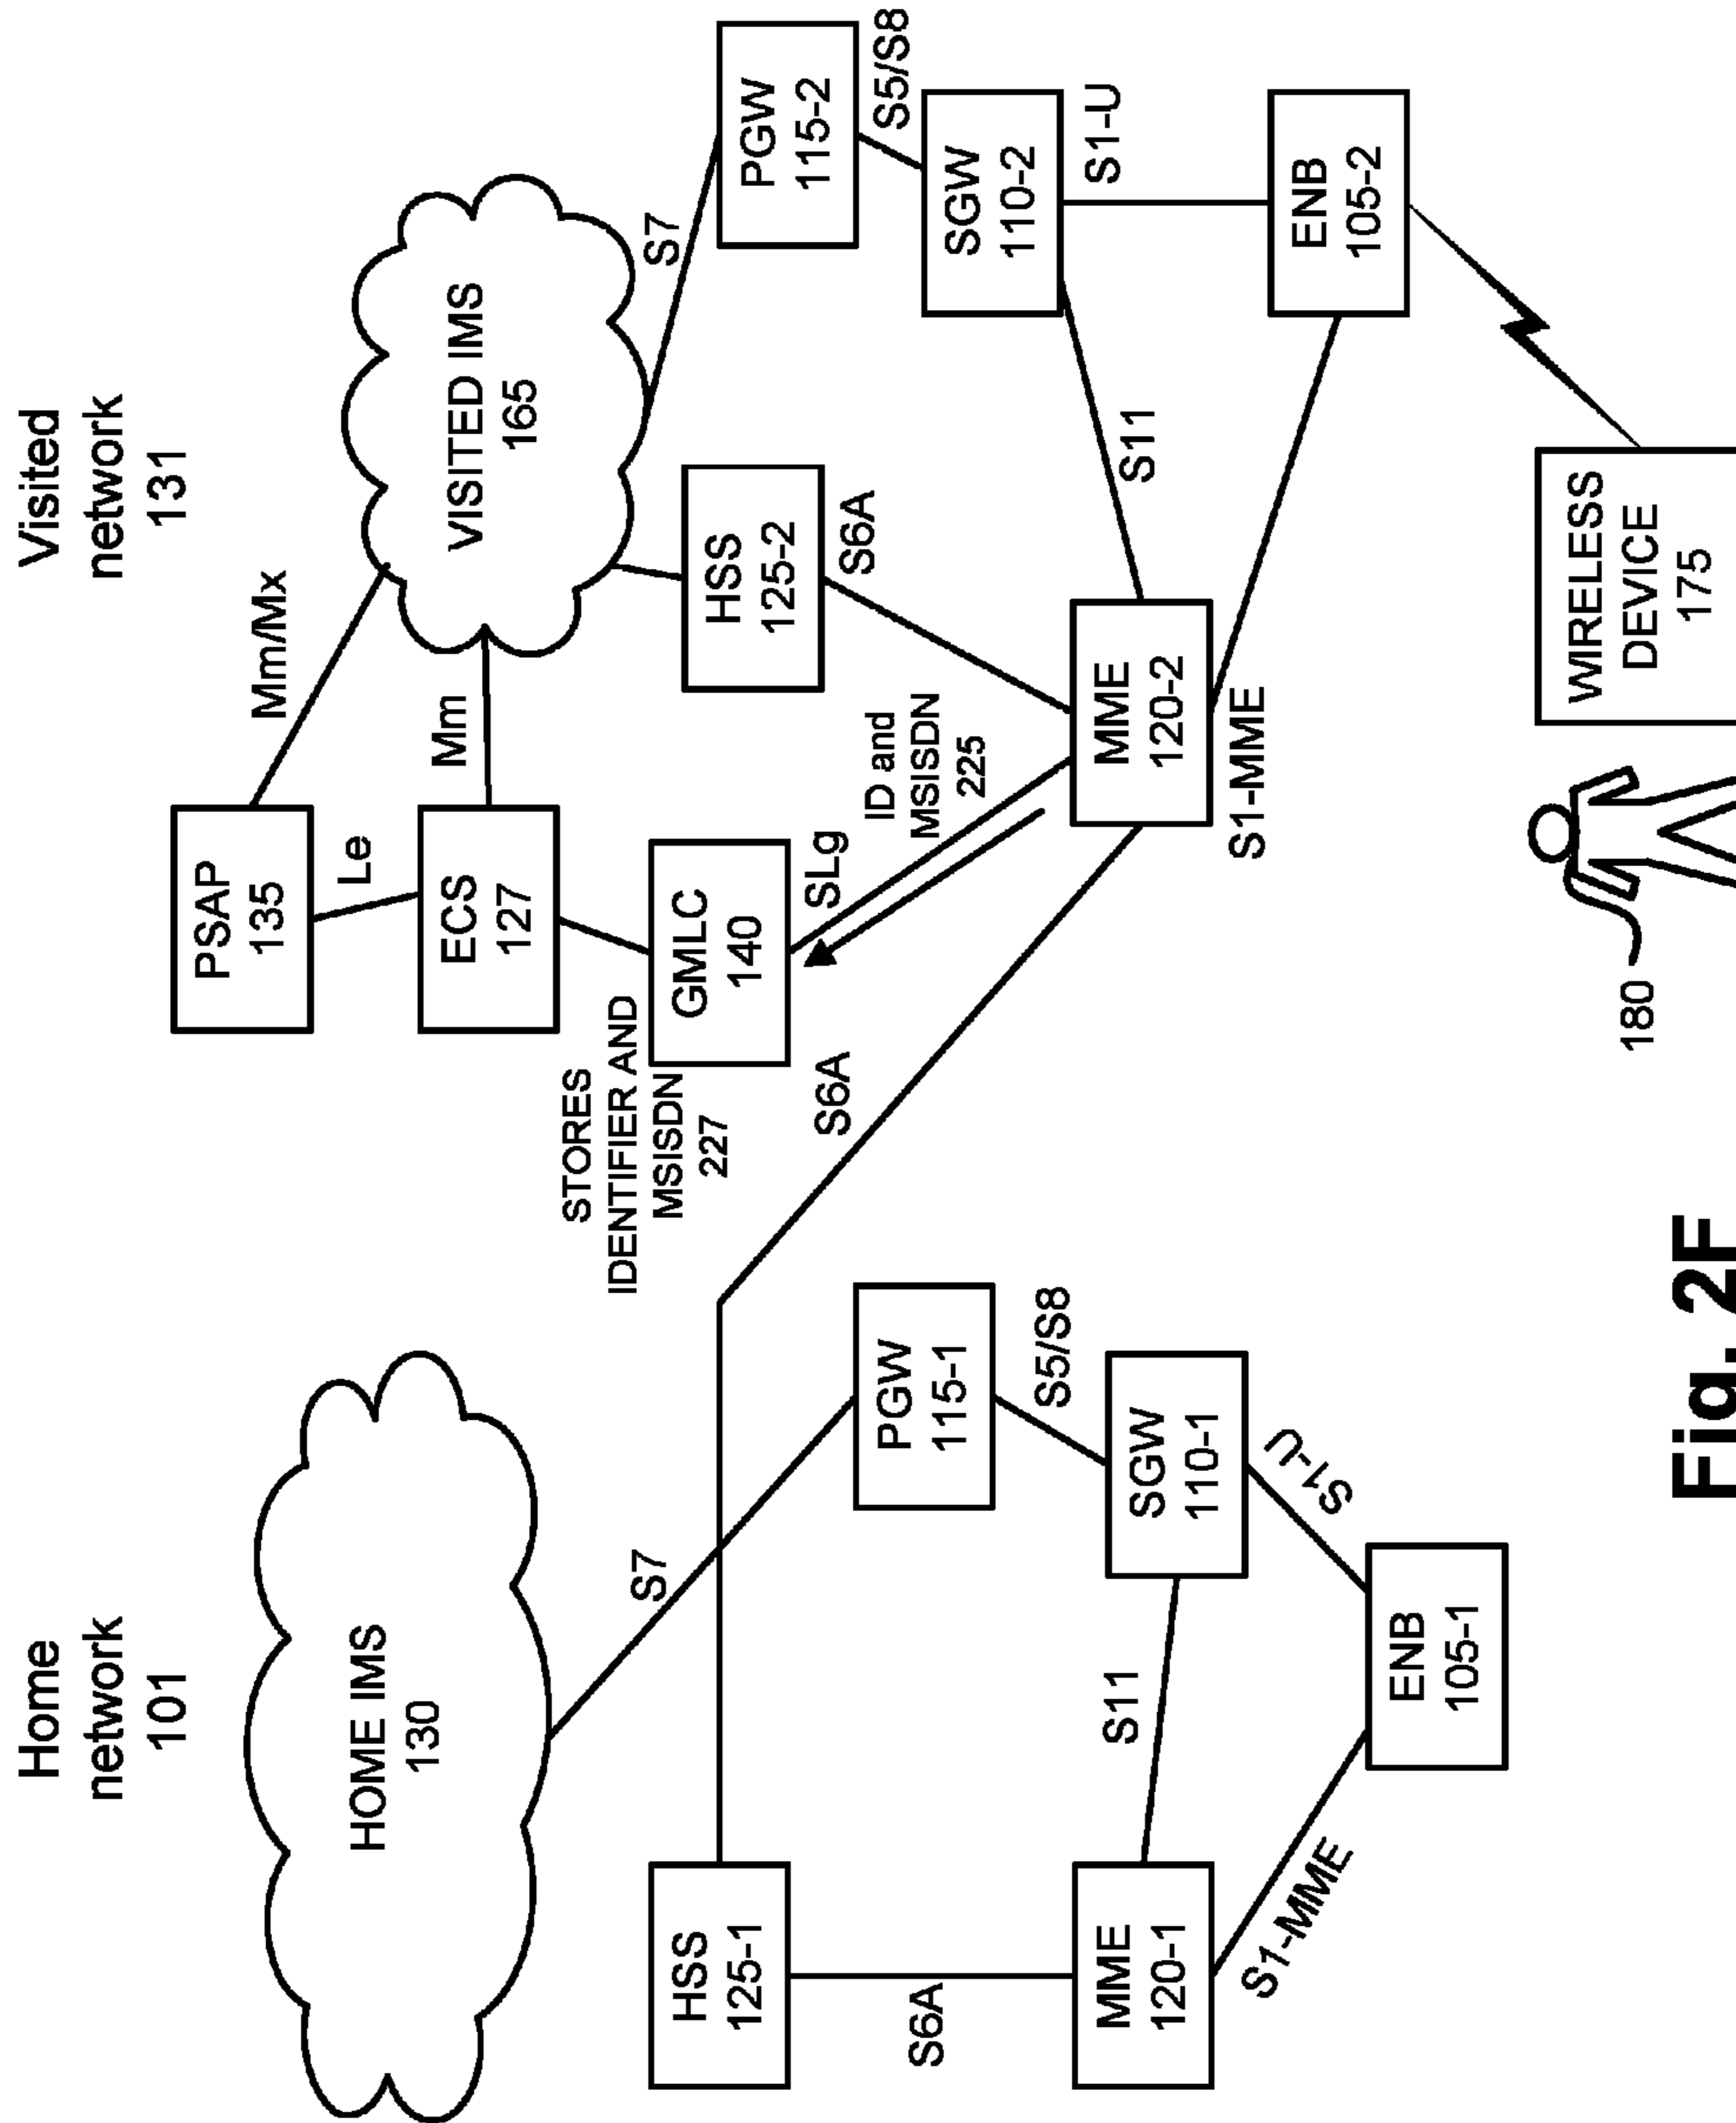 Home
network
101
Visited
network
131
HOME IMS
130
S7
HSS
125-1
S6A
MME
120-1
S1-MME
S11
PGW
115-1
S5/S8
SGW
110-1
S1-U
ENB
105-1
S6A
PSAP
135
Le
Mm/Mx
ECS
127
Mm
STORES
IDENTIFIER AND
MSISDN
227
GMLC
140
SLg
ID and
MSISDN
225
VISITED IMS
165
S7
HSS
125-2
S6A
MME
120-2
S1-MME
S11
PGW
115-2
S5/S8
SGW
110-2
S1-U
ENB
105-2
180
WIRELESS
DEVICE
175